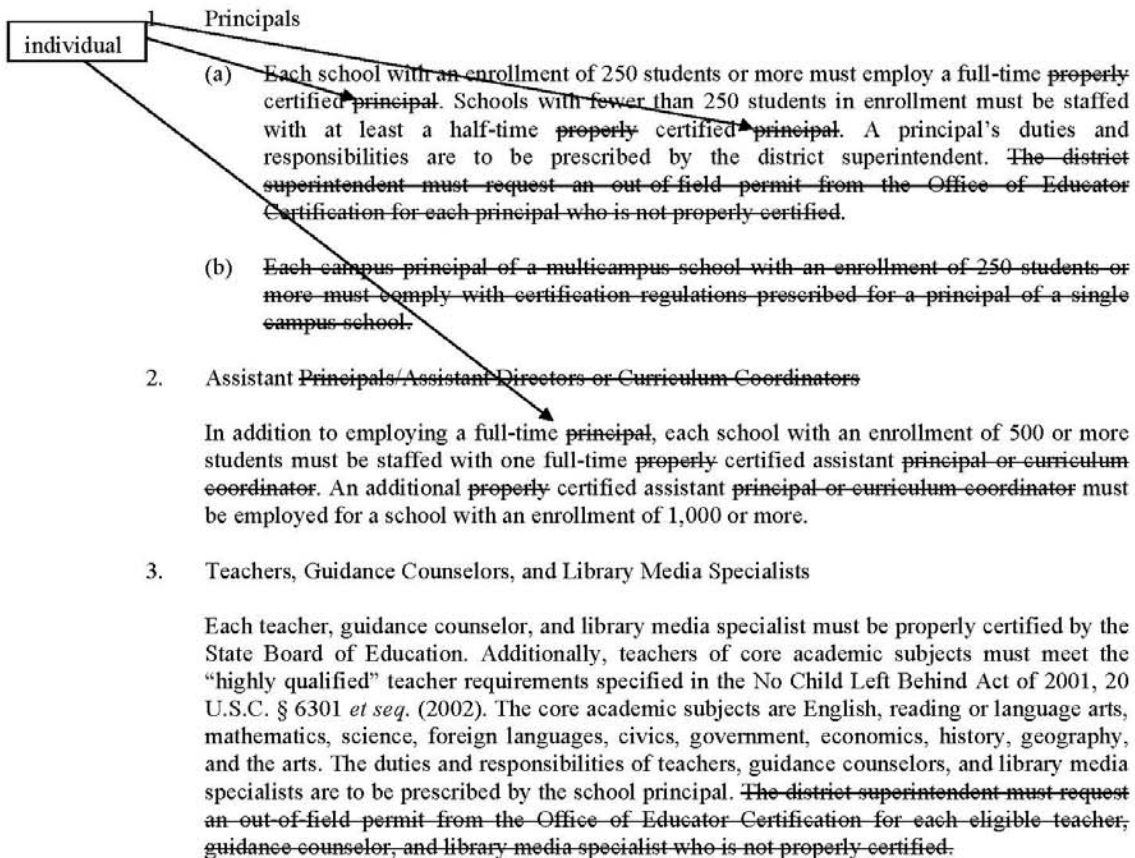 1 Principals
individual
(a) Each school with an enrollment of 250 students or more must employ a full-time properly
certified principal. Schools with fewer than 250 students in enrollment must be staffed
with at least a half-time properly certified principal. A principal's duties and
responsibilities are to be prescribed by the district superintendent. The district
superintendent must request an out-of-field permit from the Office of Educator
Certification for each principal who is not properly certified.
(b) Each campus principal of a multicampus school with an enrollment of 250 students or
more must comply with certification regulations prescribed for a principal of a single
campus school.
2. Assistant Principals/Assistant Directors or Curriculum Coordinators
In addition to employing a full-time principal, each school with an enrollment of 500 or more
students must be staffed with one full-time properly certified assistant principal or curriculum
coordinator. An additional properly certified assistant principal or curriculum coordinator must
be employed for a school with an enrollment of 1,000 or more.
3. Teachers, Guidance Counselors, and Library Media Specialists
Each teacher, guidance counselor, and library media specialist must be properly certified by the
State Board of Education. Additionally, teachers of core academic subjects must meet the
“highly qualified” teacher requirements specified in the No Child Left Behind Act of 2001, 20
U.S.C. § 6301 et seq. (2002). The core academic subjects are English, reading or language arts,
mathematics, science, foreign languages, civics, government, economics, history, geography,
and the arts. The duties and responsibilities of teachers, guidance counselors, and library media
specialists are to be prescribed by the school principal. The district superintendent must request
an out-of-field permit from the Office of Educator Certification for each eligible teacher,
guidance counselor, and library media specialist who is not properly certified.